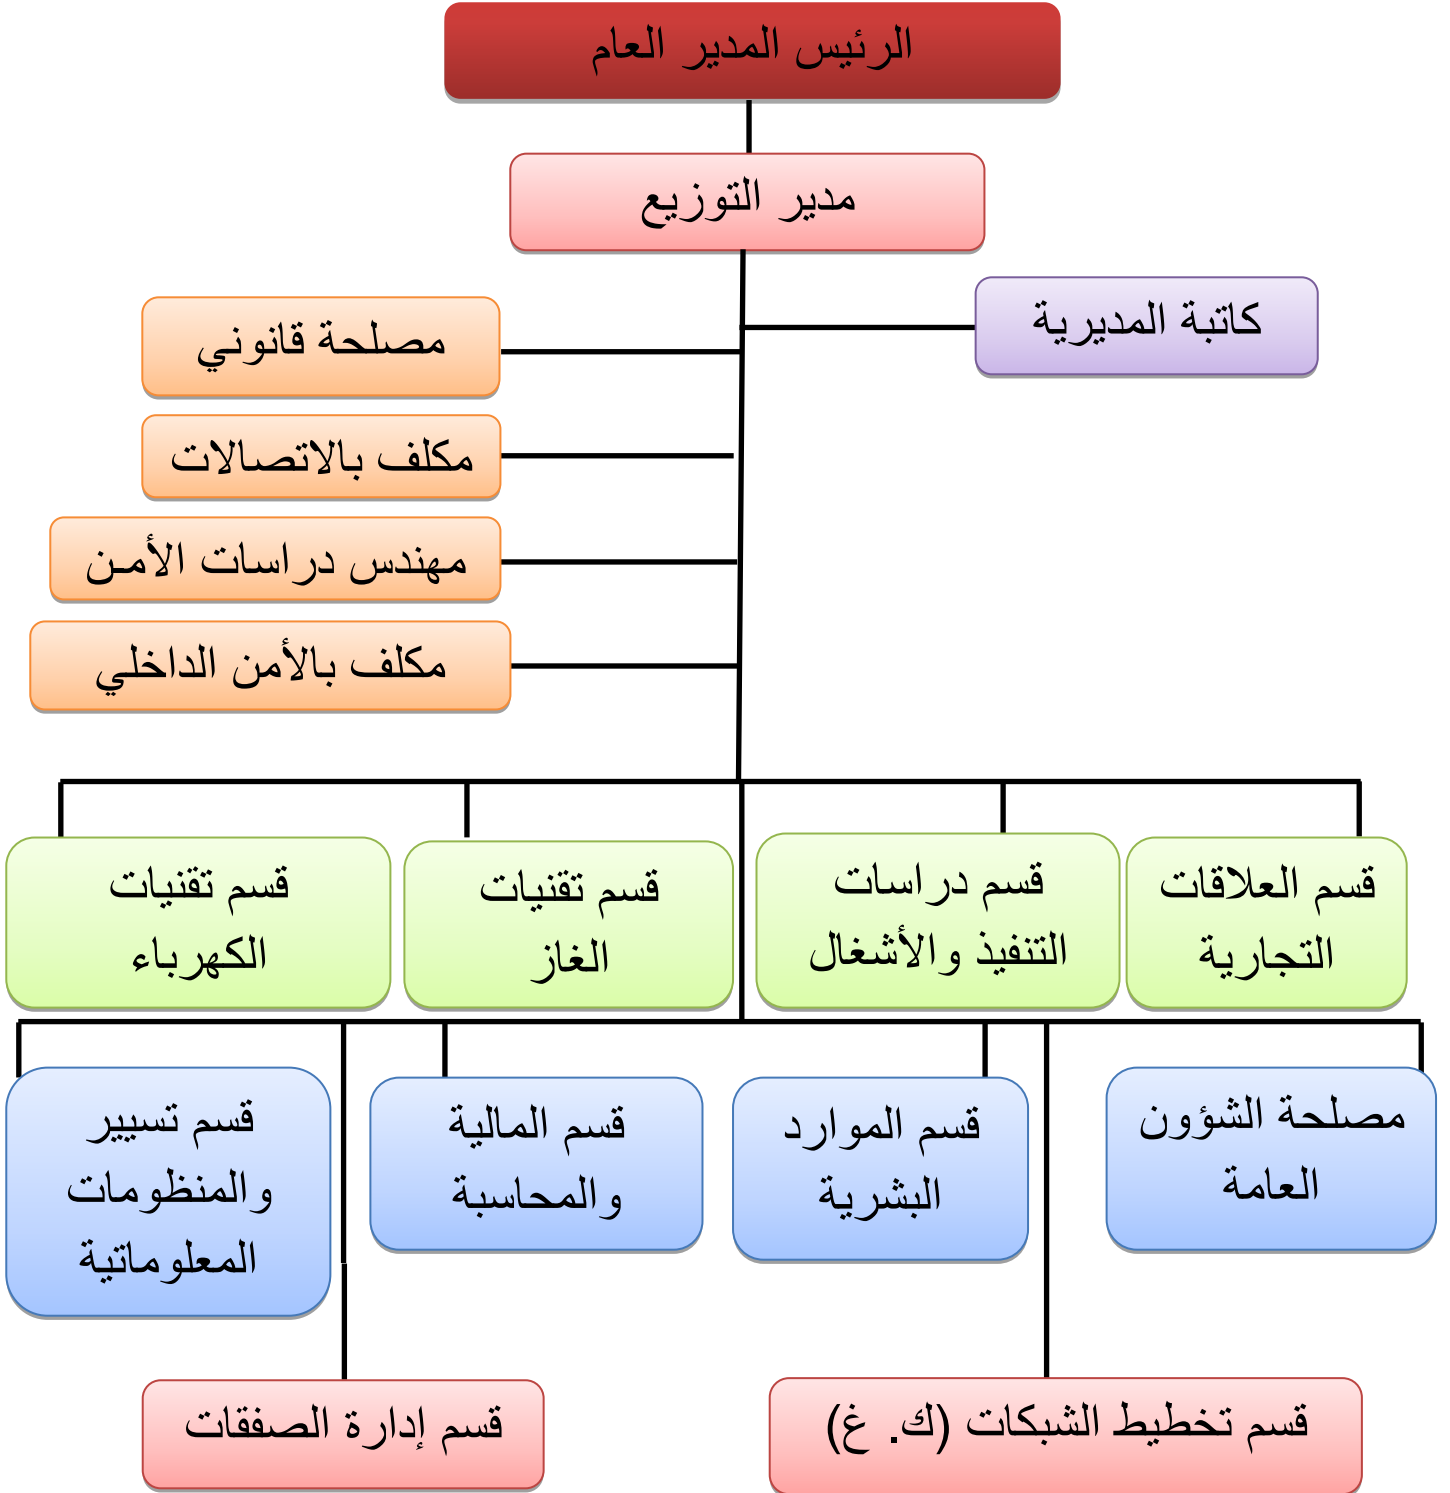 الرئيس المدير العام
مدير التوزيع
كاتبة المديرية
مصلحة قانوني
مكلف بالاتصالات
مهندس دراسات الأمن
مكلف بالأمن الداخلي
قسم العلاقات
التجارية
قسم دراسات
التنفيذ والأشغال
قسم تقنيات
الغاز
قسم تقنيات
الكهرباء
مصلحة الشؤون
العامة
قسم الموارد
البشرية
قسم المالية
والمحاسبة
قسم تسيير
والمنظومات
المعلوماتية
قسم تخطيط الشبكات (ك. غ)
قسم إدارة الصفقات